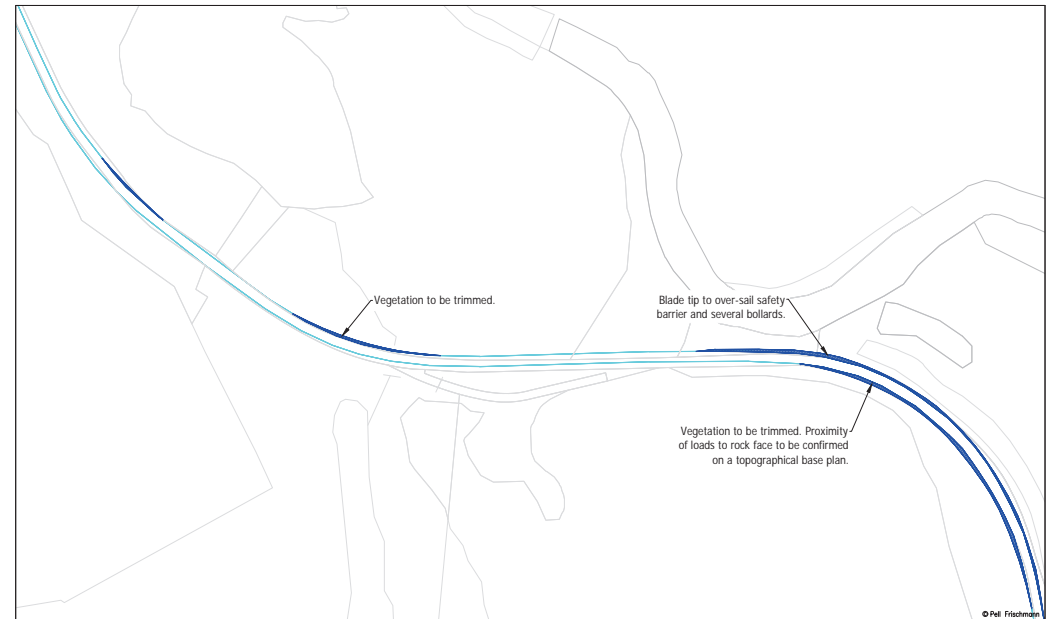 Vegetation to be trimmed.
Blade tip to over-sail safety
barrier and several bollards.
Vegetation to be trimmed. Proximity
of loads to rock face to be confirmed
on a topographical base plan.
© Pell Frischmann